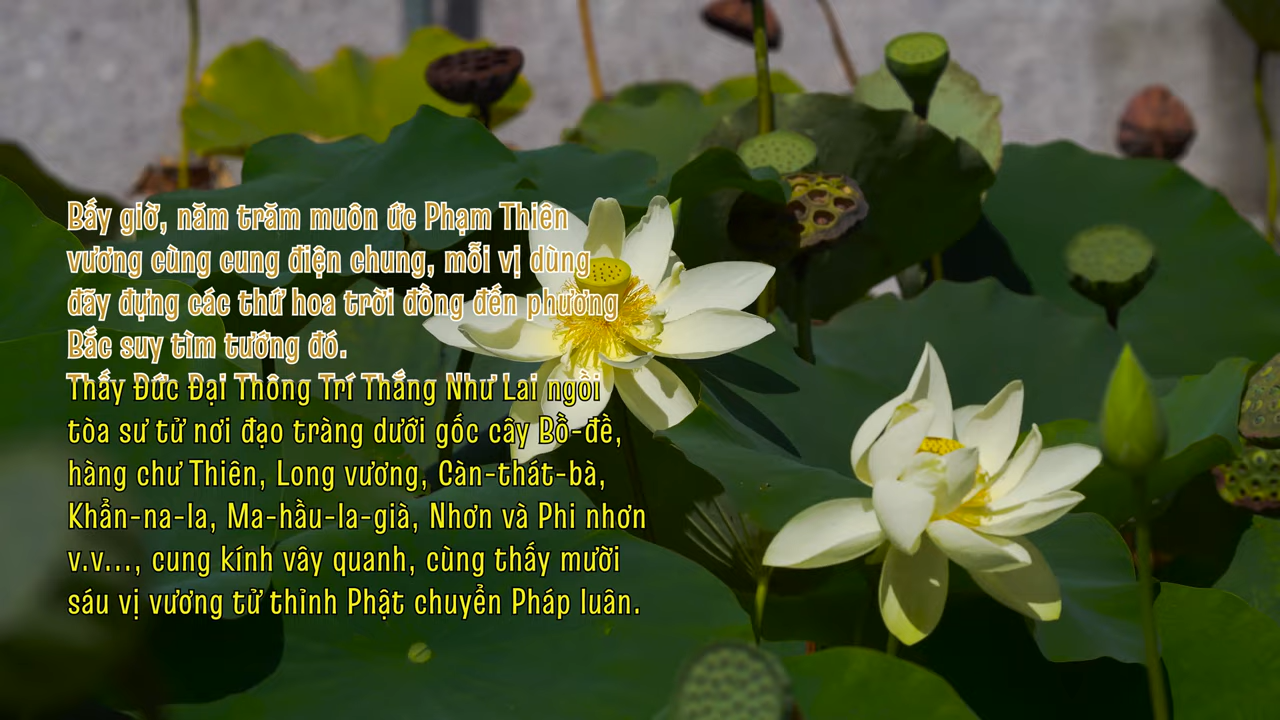 Bấy giờ, năm trăm muôn ức Phạm Thiên
vương cùng cung điện chung, mỗi vị dùng
đãy đựng các thứ hoa trời đồng đến phương
Bắc suy tìm tướng đó.
Thấy Đức Đại Thông Trí Thắng Như Lai ngồi
tòa sư tử nơi đạo tràng dưới gốc cây Bồ-đề,
hàng chư Thiên, Long vương, Càn-thát-bà,
Khẩn-na-la, Ma-hầu-la-già, Nhơn và Phi nhơn
v.v..., cung kính vây quanh, cùng thấy mười
sáu vị vương tử thỉnh Phật chuyển Pháp luân.